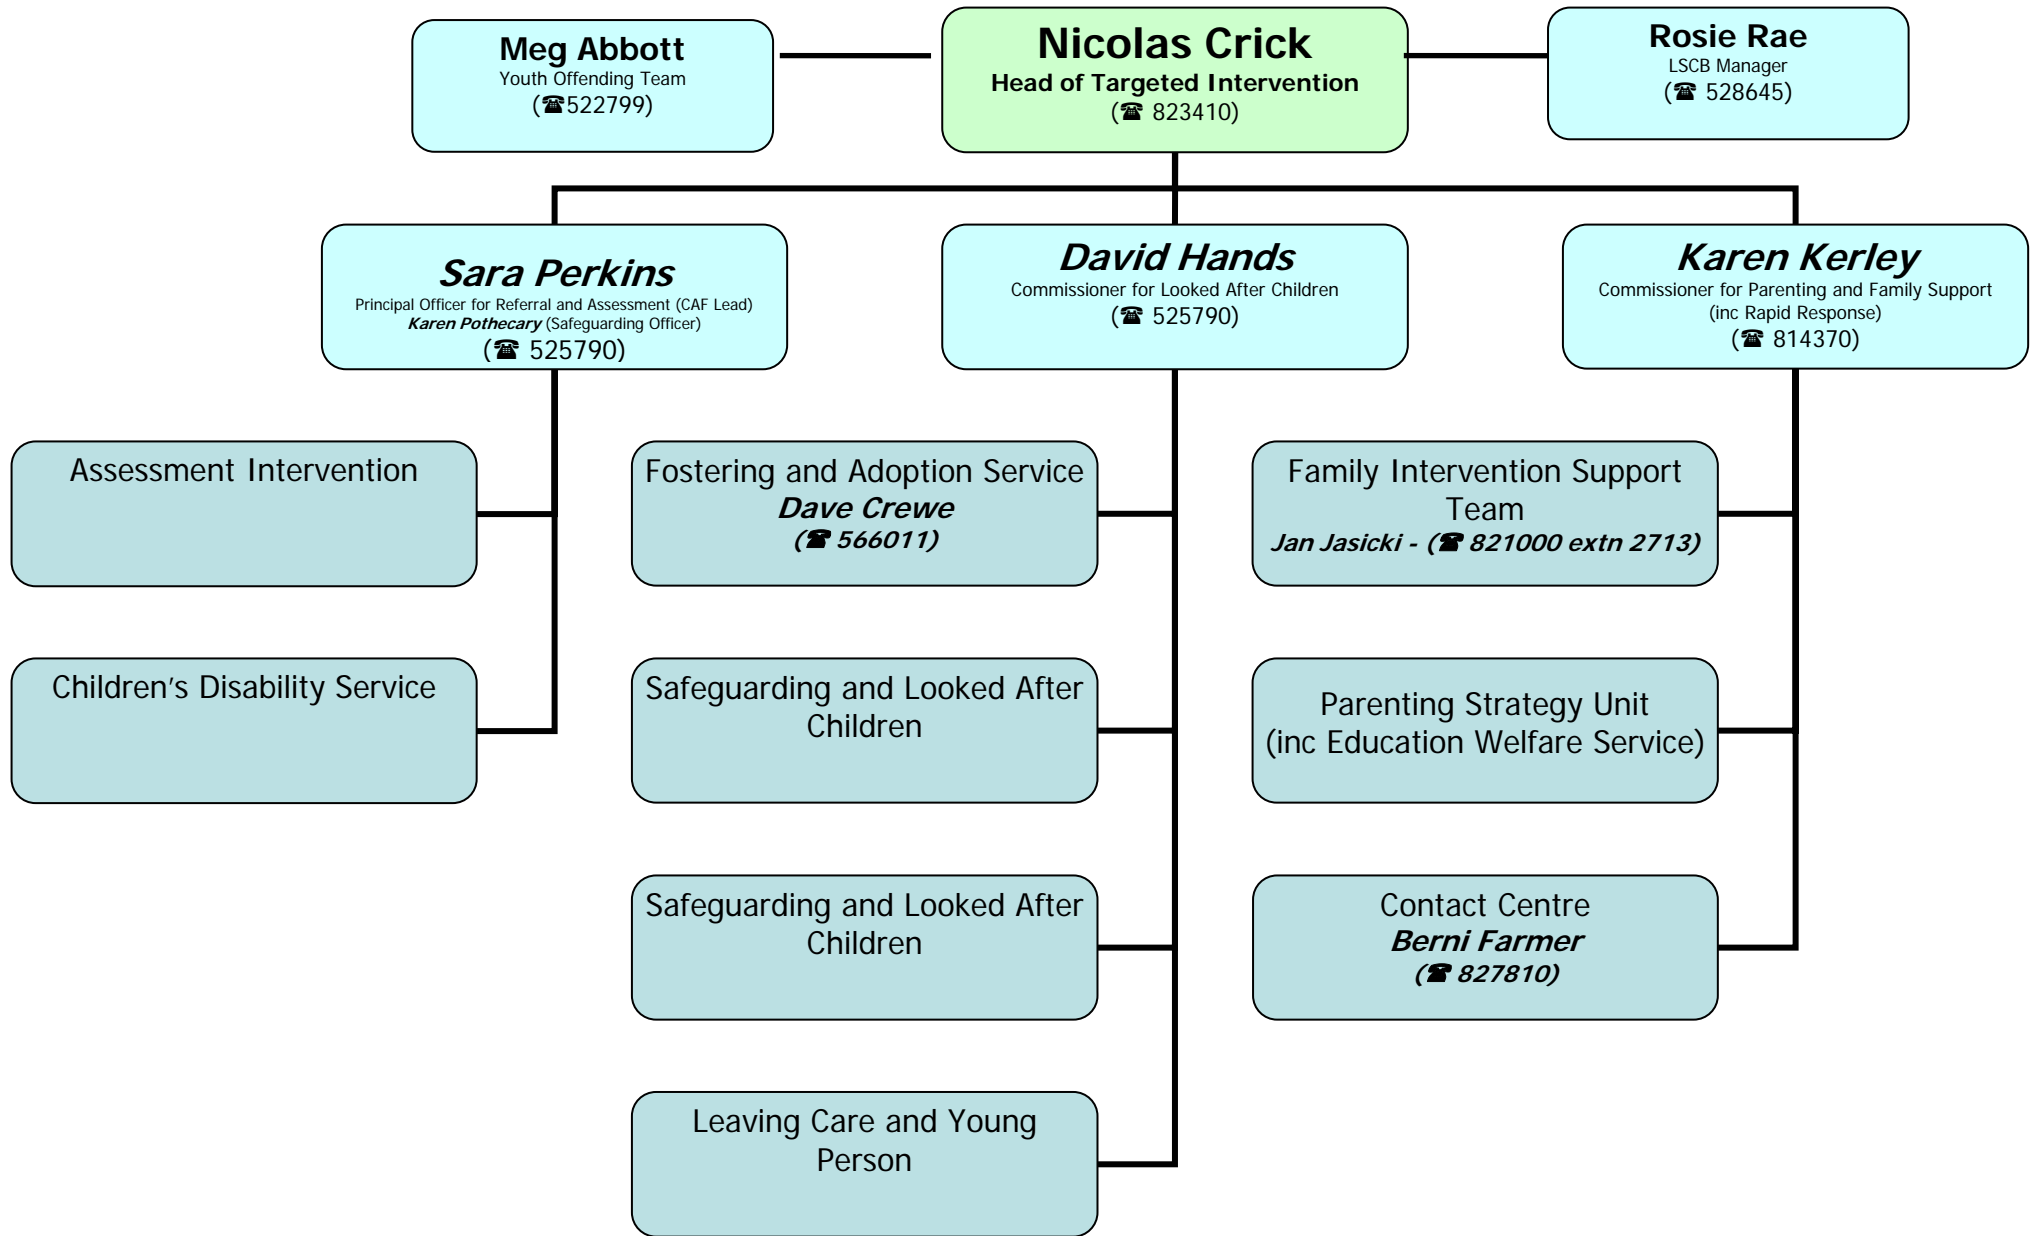 Meg Abbott
Youth Offending Team
(☎522799)
Nicolas Crick
Head of Targeted Intervention
(☎ 823410)
Rosie Rae
LSCB Manager
(☎ 528645)
Sara Perkins
Principal Officer for Referral and Assessment (CAF Lead)
Karen Pothecary (Safeguarding Officer)
(☎ 525790)
David Hands
Commissioner for Looked After Children
(☎ 525790)
Karen Kerley
Commissioner for Parenting and Family Support
(inc Rapid Response)
(☎ 814370)
Assessment Intervention
Fostering and Adoption Service
Dave Crewe
(☎ 566011)
Family Intervention Support
Team
Jan Jasicki - (☎ 821000 extn 2713)
Children's Disability Service
Safeguarding and Looked After
Children
Parenting Strategy Unit
(inc Education Welfare Service)
Safeguarding and Looked After
Children
Contact Centre
Berni Farmer
(☎ 827810)
Leaving Care and Young
Person